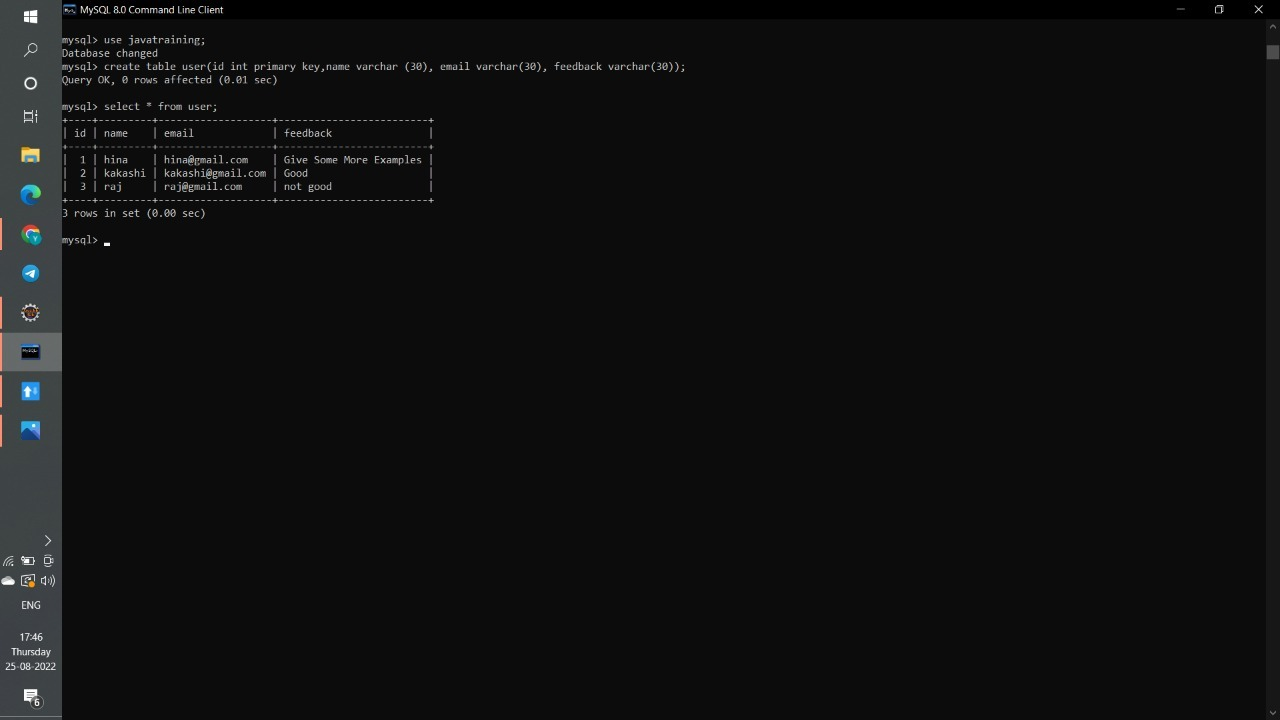 MySQL 8.0 Command Line Client
mysql> use javatraining;
Database changed
mysql> create table user(id int primary key,name varchar (30), email varchar(30), feedback varchar(30));
Query OK, 0 rows affected (0.01 sec)
mysql> select * from user;
+----+---------+-------------------+-------------------------+
| id | name    | email             | feedback                |
+----+---------+-------------------+-------------------------+
|  1 | hina    | hina@gmail.com    | Give Some More Examples |
|  2 | kakashi | kakashi@gmail.com | Good                    |
|  3 | raj     | raj@gmail.com     | not good                |
+----+---------+-------------------+-------------------------+
3 rows in set (0.00 sec)
mysql>
ENG
17:46
Thursday
25-08-2022
6